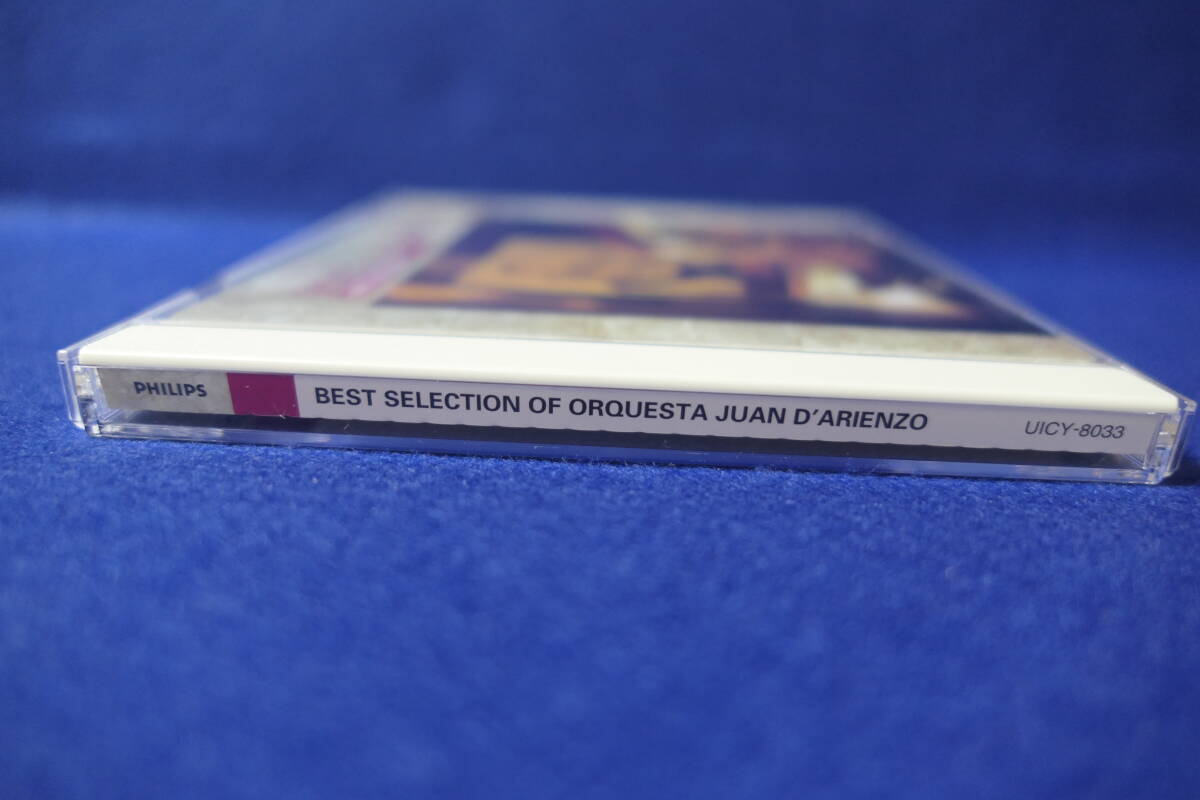 PHILIPS BEST SELECTION OF ORQUESTA JUAN D'ARIENZO UICY-8033